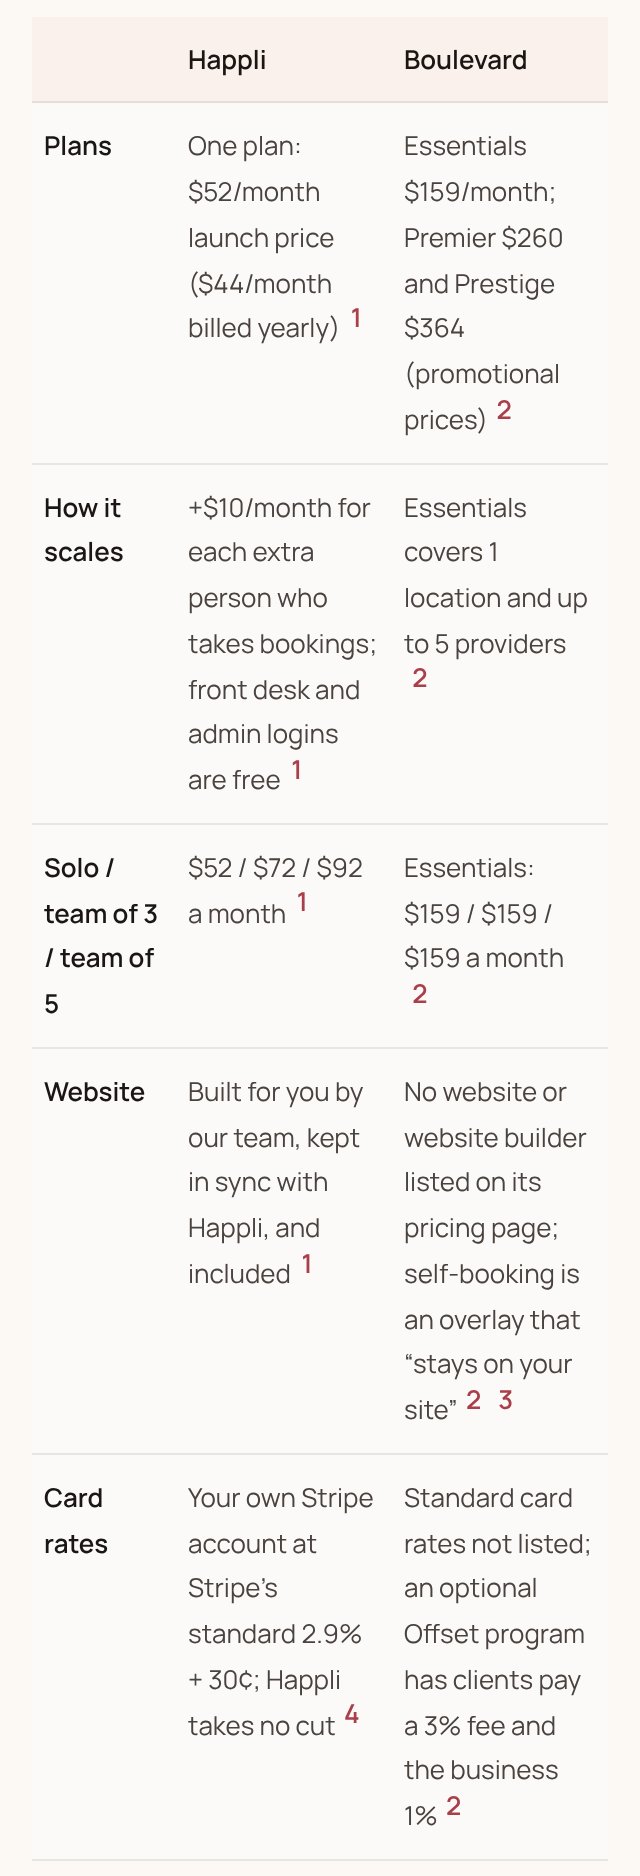 Happli Boulevard
Plans
One plan:
$52/month
launch price
($44/month
billed yearly) 1
Essentials
$159/month;
Premier $260
and Prestige
$364
(promotional
prices) 2
How it
scales
+$10/month for
each extra
person who
takes bookings;
front desk and
admin logins
are free 1
Essentials
covers 1
location and up
to 5 providers
2
Solo /
team of 3
/ team of
5
$52 / $72 / $92
a month 1
Essentials:
$159 / $159 /
$159 a month
2
Website
Built for you by
our team, kept
in sync with
Happli, and
included 1
No website or
website builder
listed on its
pricing page;
self-booking is
an overlay that
“stays on your
site” 2 3
Card
rates
Your own Stripe
account at
Stripe’s
standard 2.9%
+ 30¢; Happli
takes no cut 4
Standard card
rates not listed;
an optional
Offset program
has clients pay
a 3% fee and
the business
1% 2